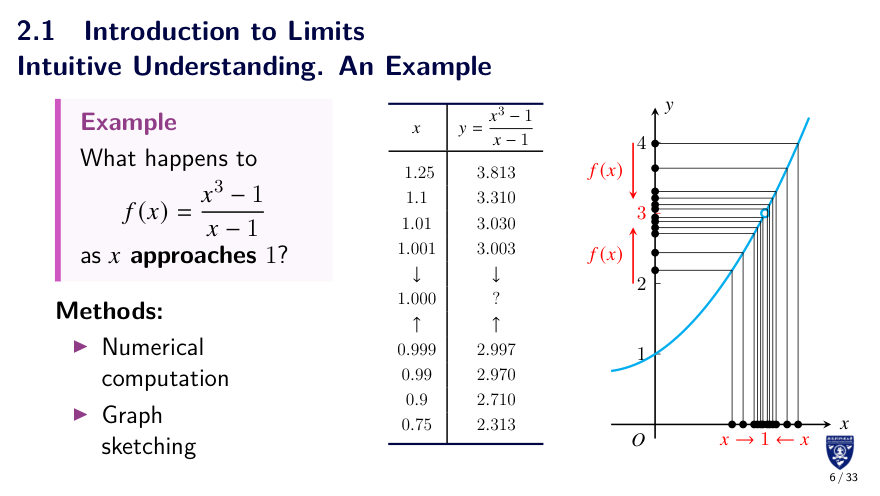 2.1 Introduction to Limits
Intuitive Understanding. An Example
Example
What happens to
f(x) = (x³ − 1)/(x − 1)
as x approaches 1?
Methods:
▶ Numerical
computation
▶ Graph
sketching
x y = (x³ − 1)/(x − 1)
1.25 3.813
1.1 3.310
1.01 3.030
1.001 3.003
↓ ↓
1.000 ?
↑ ↑
0.999 2.997
0.99 2.970
0.9 2.710
0.75 2.313
y
4
f(x)
3
f(x)
2
1
O
x
x → 1 ← x
6 / 33